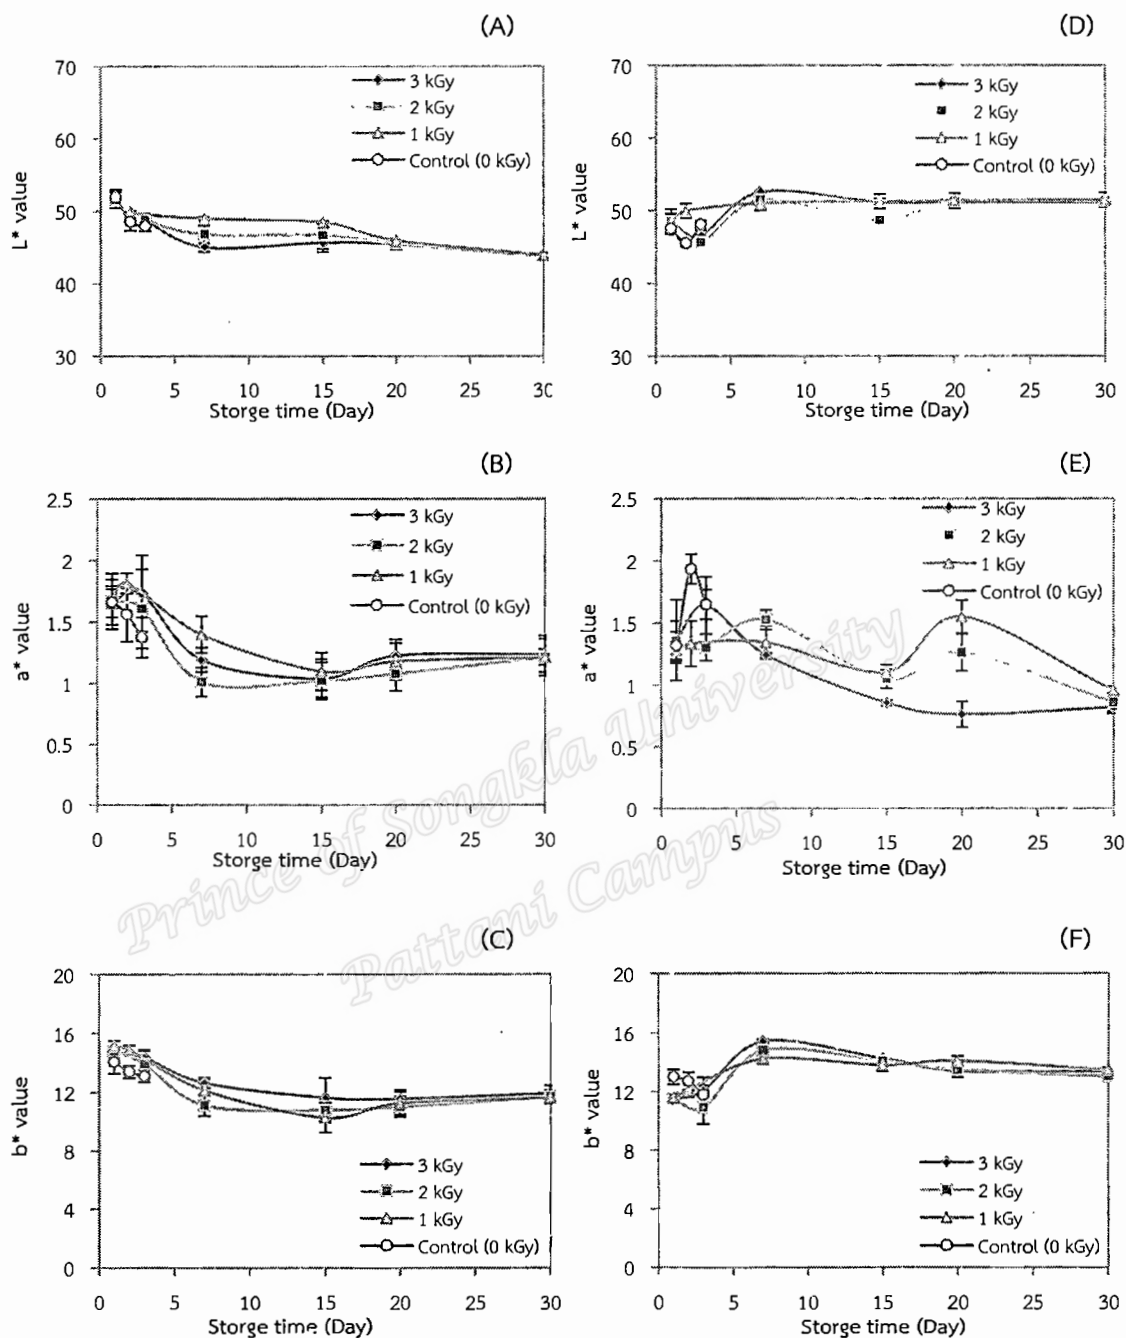 (A)
L* value
70
60
50
40
30
3 kGy
2 kGy
1 kGy
Control (0 kGy)
0 5 10 15 20 25 30
Storge time (Day)
(D)
L* value
70
60
50
40
30
3 kGy
2 kGy
1 kGy
Control (0 kGy)
0 5 10 15 20 25 30
Storge time (Day)
(B)
a* value
2.5
2
1.5
1
0.5
0
3 kGy
2 kGy
1 kGy
Control (0 kGy)
0 5 10 15 20 25 30
Storge time (Day)
(E)
a* value
2.5
2
1.5
1
0.5
0
3 kGy
2 kGy
1 kGy
Control (0 kGy)
0 5 10 15 20 25 30
Storge time (Day)
Prince of Songkla University
Pattani Campus
(C)
b* value
20
16
12
8
4
0
3 kGy
2 kGy
1 kGy
Control (0 kGy)
0 5 10 15 20 25 30
Storge time (Day)
(F)
b* value
20
16
12
8
4
0
3 kGy
2 kGy
1 kGy
Control (0 kGy)
0 5 10 15 20 25 30
Storge time (Day)